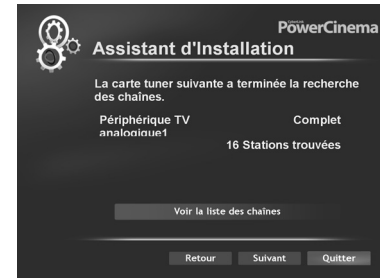 PowerCinema
Assistant d'Installation
La carte tuner suivante a terminée la recherche
des chaînes.
Périphérique TV
analogique1
Complet
16 Stations trouvées
Voir la liste des chaînes
Retour
Suivant
Quitter